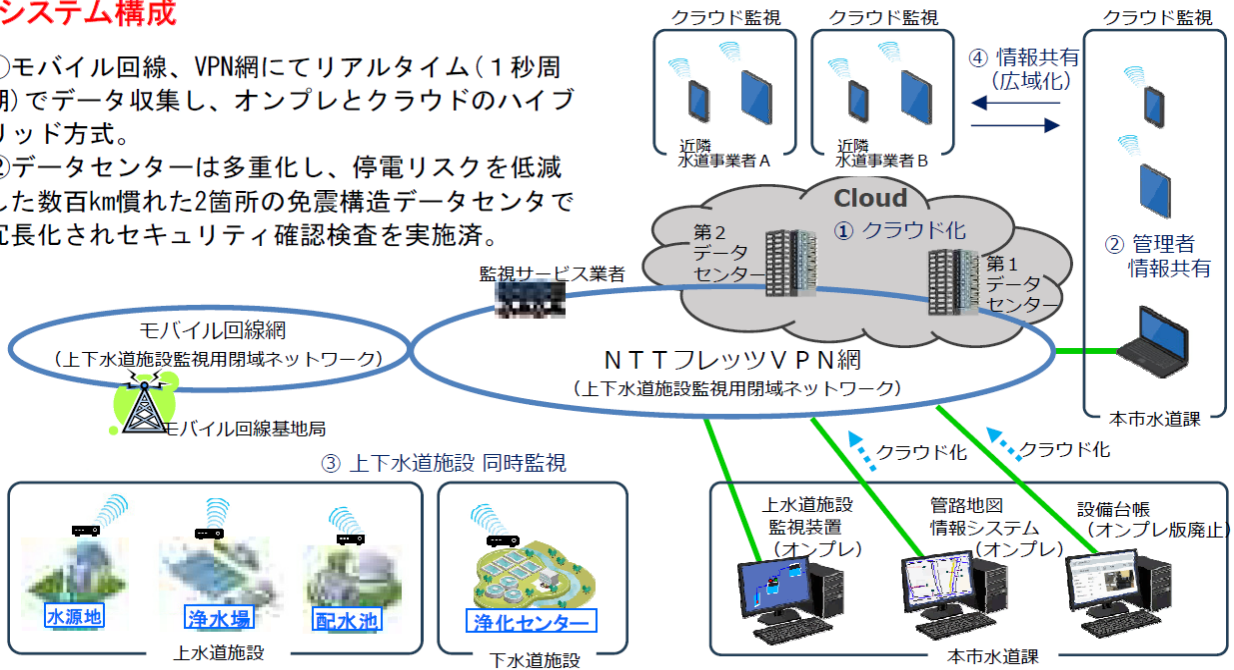 システム構成
①モバイル回線、VPN網にてリアルタイム(１秒周
期)でデータ収集し、オンプレとクラウドのハイブ
リッド方式。
②データセンターは多重化し、停電リスクを低減
した数百km慣れた2箇所の免震構造データセンタで
冗長化されセキュリティ確認検査を実施済。
クラウド監視
クラウド監視
クラウド監視
④ 情報共有
（広域化）
近隣
水道事業者Ａ
近隣
水道事業者Ｂ
Cloud
① クラウド化
第２
データ
センター
第１
データ
センター
② 管理者
情報共有
監視サービス業者
モバイル回線網
（上下水道施設監視用閉域ネットワーク）
ＮＴＴフレッツＶＰＮ網
（上下水道施設監視用閉域ネットワーク）
モバイル回線基地局
本市水道課
クラウド化
クラウド化
③ 上下水道施設 同時監視
水源地
浄水場
配水池
上水道施設
浄化センター
下水道施設
上水道施設
監視装置
（オンプレ）
管路地図
情報システム
（オンプレ）
設備台帳
（オンプレ版廃止）
本市水道課